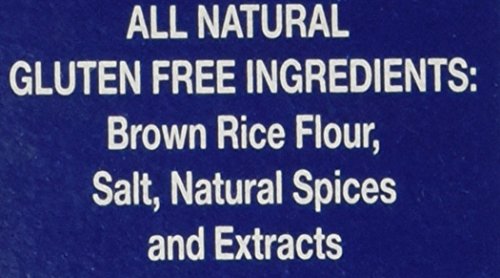 ALL NATURAL
GLUTEN FREE INGREDIENTS:
Brown Rice Flour,
Salt, Natural Spices
and Extracts